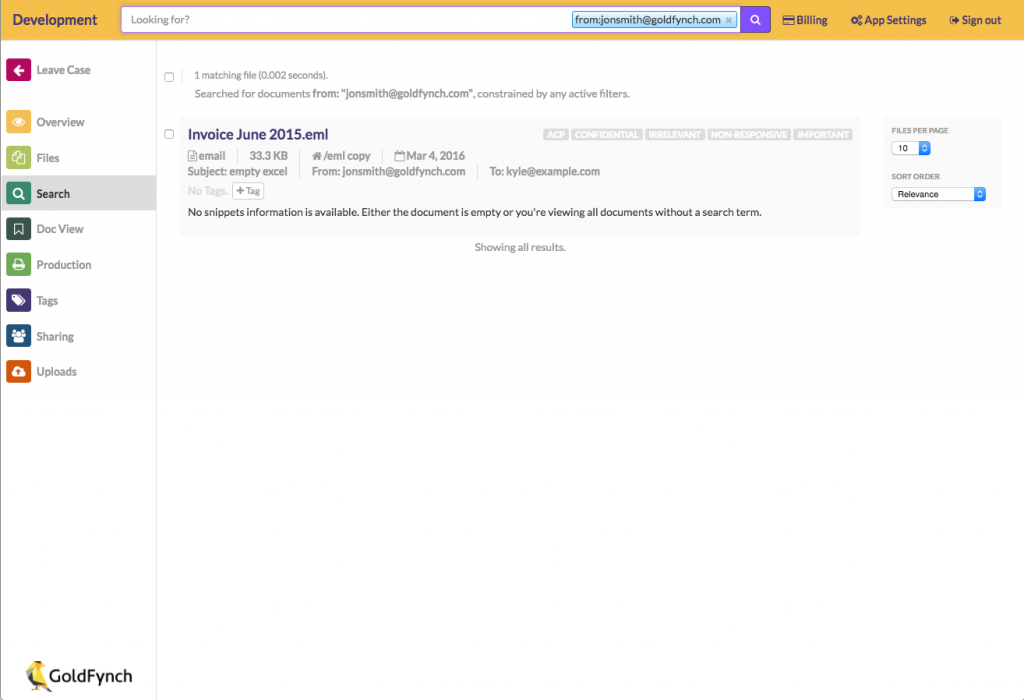 Development
Looking for?
from:jonsmith@goldfynch.com ×
Billing
App Settings
Sign out
Leave Case
Overview
Files
Search
Doc View
Production
Tags
Sharing
Uploads
1 matching file (0.002 seconds).
Searched for documents from: "jonsmith@goldfynch.com", constrained by any active filters.
Invoice June 2015.eml
ACP CONFIDENTIAL IRRELEVANT NON-RESPONSIVE IMPORTANT
email 33.3 KB /eml copy Mar 4, 2016
Subject: empty excel From: jonsmith@goldfynch.com To: kyle@example.com
No Tags. + Tag
No snippets information is available. Either the document is empty or you're viewing all documents without a search term.
Showing all results.
FILES PER PAGE
10
SORT ORDER
Relevance
GoldFynch